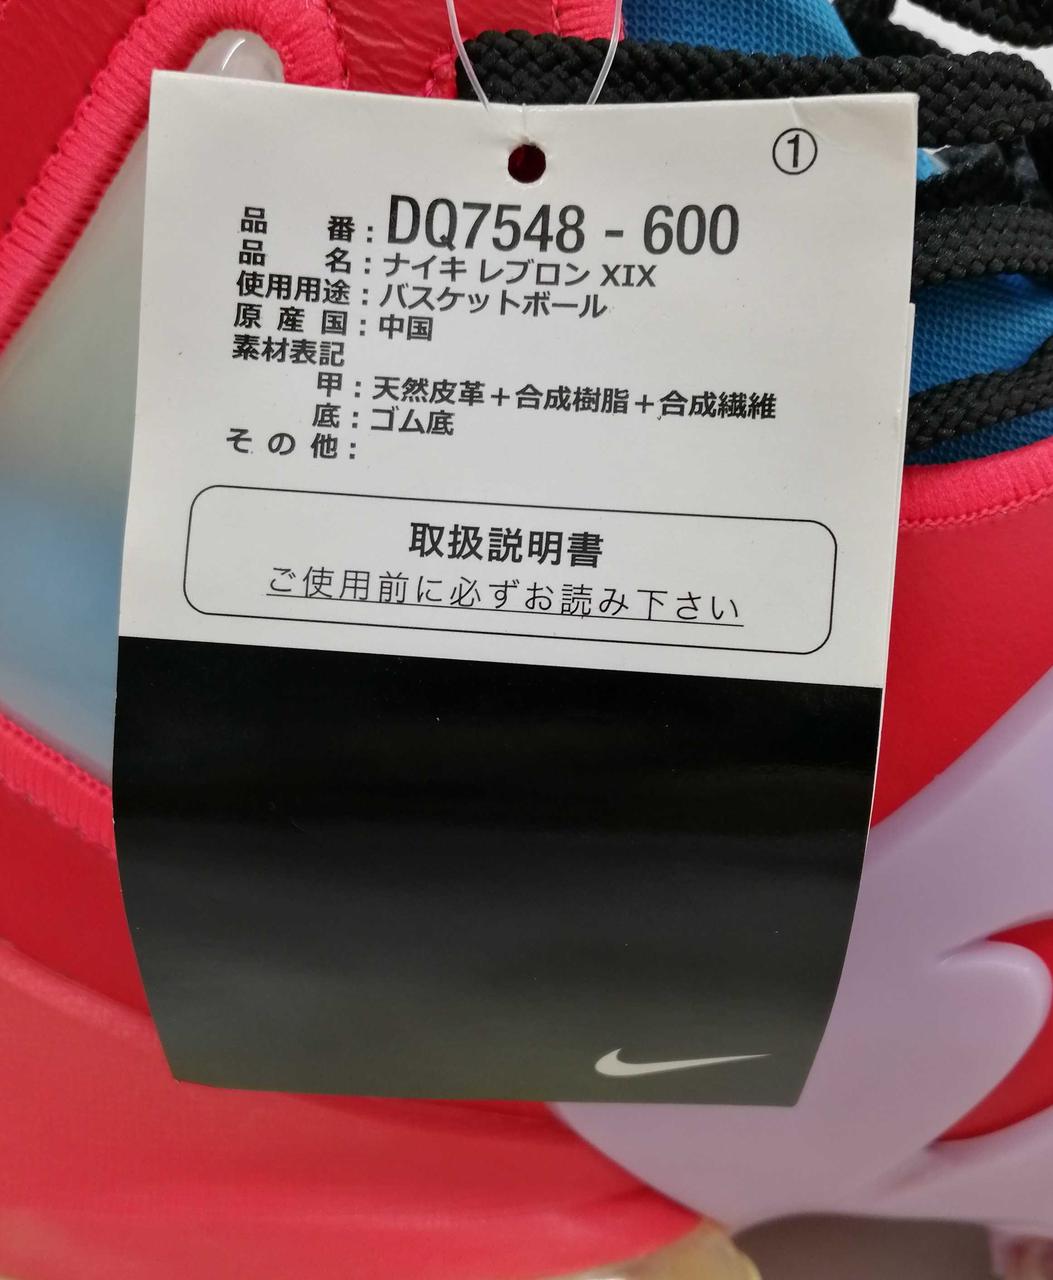 ①
品番：DQ7548 - 600
品名：ナイキ レブロン XIX
使用用途：バスケットボール
原産国：中国
素材表記
甲：天然皮革＋合成樹脂＋合成繊維
底：ゴム底
その他：
取扱説明書
ご使用前に必ずお読み下さい